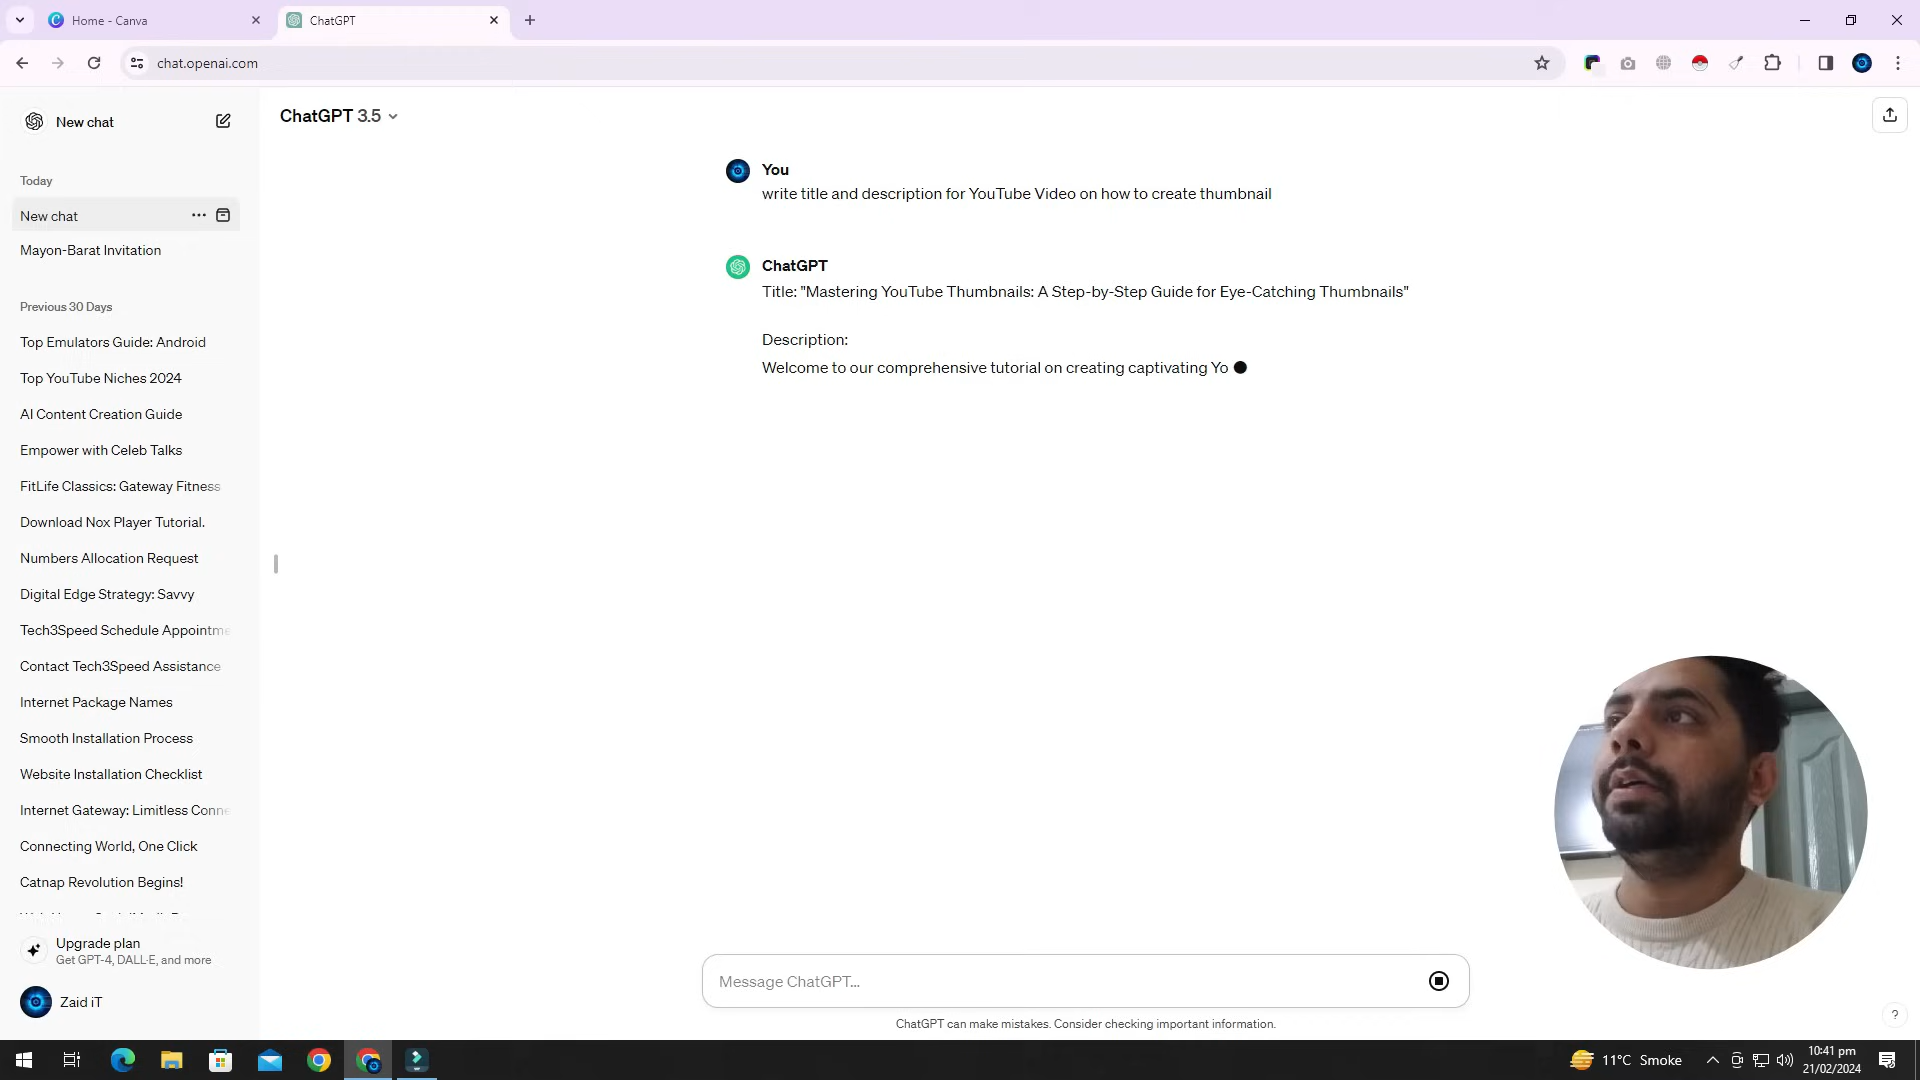 Home - Canva
ChatGPT
chat.openai.com
New chat
ChatGPT 3.5
Today
New chat
Mayon-Barat Invitation
Previous 30 Days
Top Emulators Guide: Android
Top YouTube Niches 2024
AI Content Creation Guide
Empower with Celeb Talks
FitLife Classics: Gateway Fitness
Download Nox Player Tutorial.
Numbers Allocation Request
Digital Edge Strategy: Savvy
Tech3Speed Schedule Appointme
Contact Tech3Speed Assistance
Internet Package Names
Smooth Installation Process
Website Installation Checklist
Internet Gateway: Limitless Conne
Connecting World, One Click
Catnap Revolution Begins!
Upgrade plan
Get GPT-4, DALL·E, and more
Zaid iT
You
write title and description for YouTube Video on how to create thumbnail
ChatGPT
Title: "Mastering YouTube Thumbnails: A Step-by-Step Guide for Eye-Catching Thumbnails"
Description:
Welcome to our comprehensive tutorial on creating captivating Yo
Message ChatGPT...
ChatGPT can make mistakes. Consider checking important information.
?
11°C Smoke
10:41 pm
21/02/2024